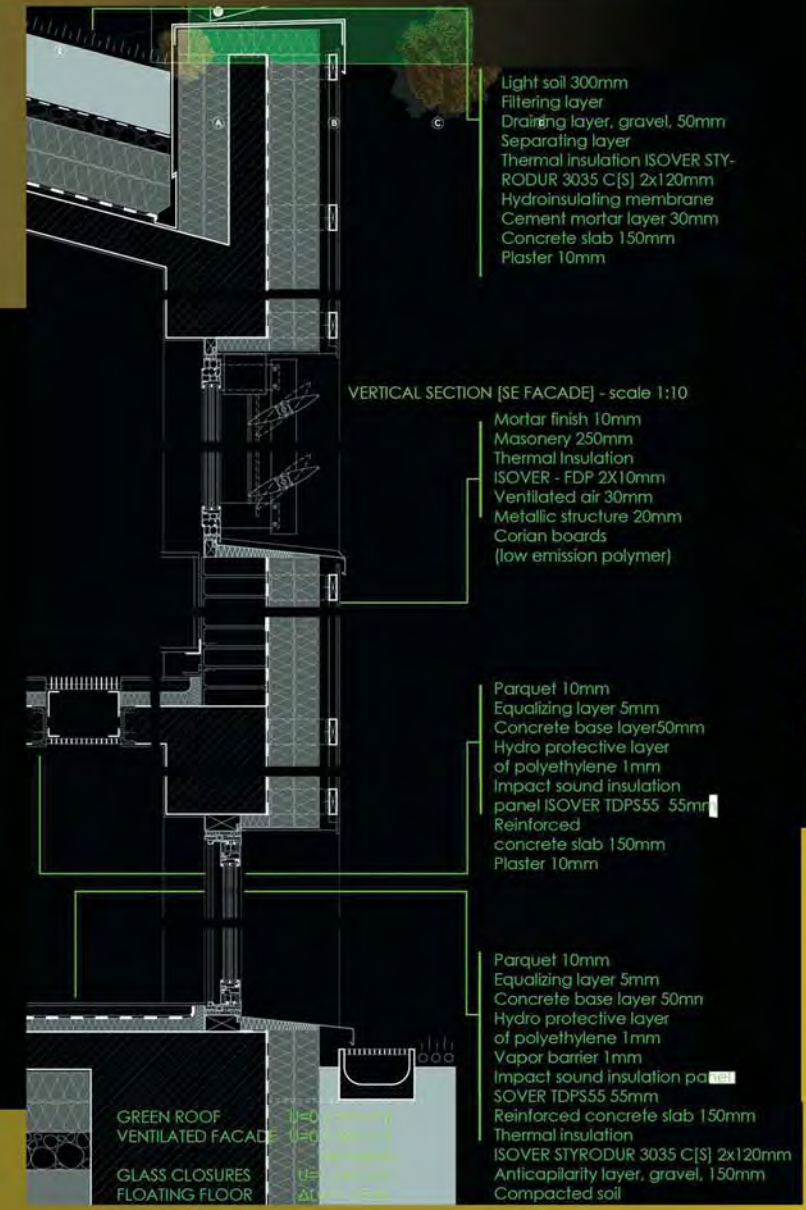 Light soil 300mm
Filtering layer
Draining layer, gravel, 50mm
Separating layer
Thermal insulation ISOVER STY-
RODUR 3035 C[S] 2x120mm
Hydroinsulating membrane
Cement mortar layer 30mm
Concrete slab 150mm
Plaster 10mm
A
B
C
VERTICAL SECTION [SE FACADE] - scale 1:10
Mortar finish 10mm
Masonery 250mm
Thermal Insulation
ISOVER - FDP 2X10mm
Ventilated air 30mm
Metallic structure 20mm
Corian boards
(low emission polymer)
Parquet 10mm
Equalizing layer 5mm
Concrete base layer50mm
Hydro protective layer
of polyethylene 1mm
Impact sound insulation
panel ISOVER TDPS55 55mm
Reinforced
concrete slab 150mm
Plaster 10mm
Parquet 10mm
Equalizing layer 5mm
Concrete base layer 50mm
Hydro protective layer
of polyethylene 1mm
Vapor barrier 1mm
Impact sound insulation panel
SOVER TDPS55 55mm
Reinforced concrete slab 150mm
Thermal insulation
ISOVER STYRODUR 3035 C[S] 2x120mm
Anticapilarity layer, gravel, 150mm
Compacted soil
GREEN ROOF
VENTILATED FACADE
GLASS CLOSURES
FLOATING FLOOR